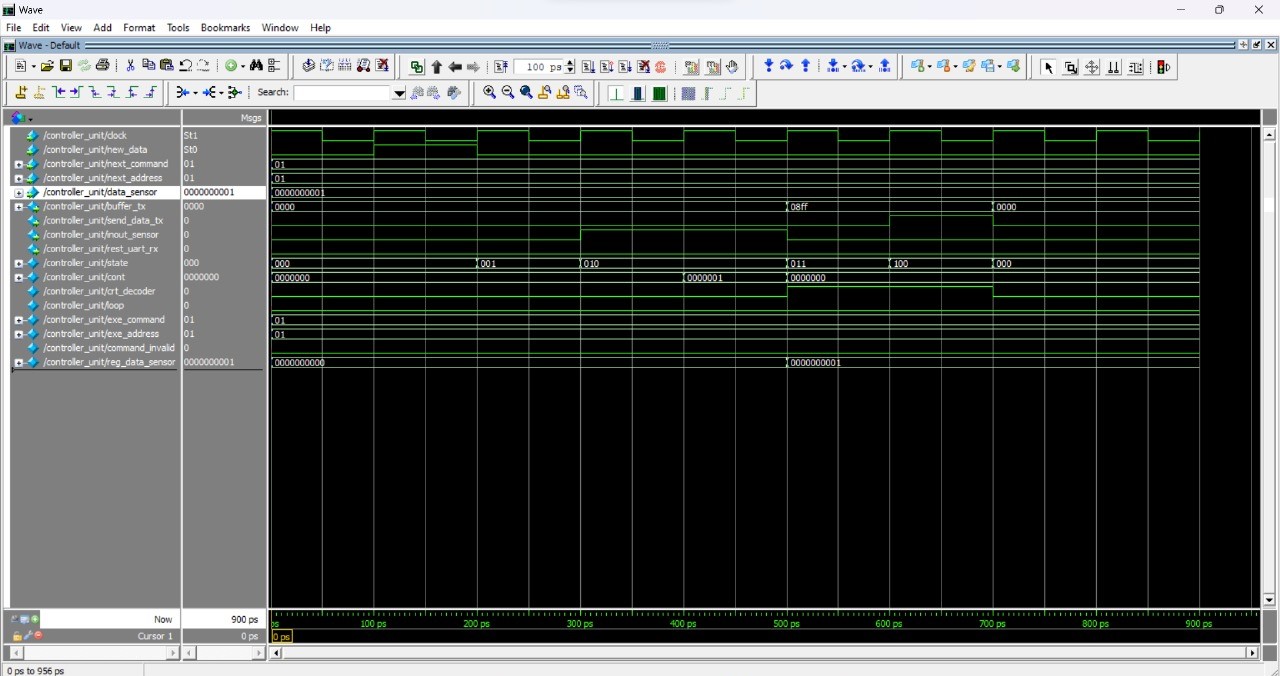 Wave
File Edit View Add Format Tools Bookmarks Window Help
Wave - Default
100 ps
Search:
Msgs
/controller_unit/clock St1
/controller_unit/new_data St0
/controller_unit/next_command 01 01
/controller_unit/next_address 01 01
/controller_unit/data_sensor 0000000001 0000000001
/controller_unit/buffer_tx 0000 0000 08ff 0000
/controller_unit/send_data_tx 0
/controller_unit/inout_sensor 0
/controller_unit/rest_uart_rx 0
/controller_unit/state 000 000 001 010 011 100 000
/controller_unit/cont 0000000 0000000 0000001 0000000
/controller_unit/crt_decoder 0
/controller_unit/loop 0
/controller_unit/exe_command 01 01
/controller_unit/exe_address 01 01
/controller_unit/command_invalid 0
/controller_unit/reg_data_sensor 0000000001 0000000000 0000000001
Now 900 ps ps 100 ps 200 ps 300 ps 400 ps 500 ps 600 ps 700 ps 800 ps 900 ps
Cursor 1 0 ps 0 ps
0 ps to 956 ps